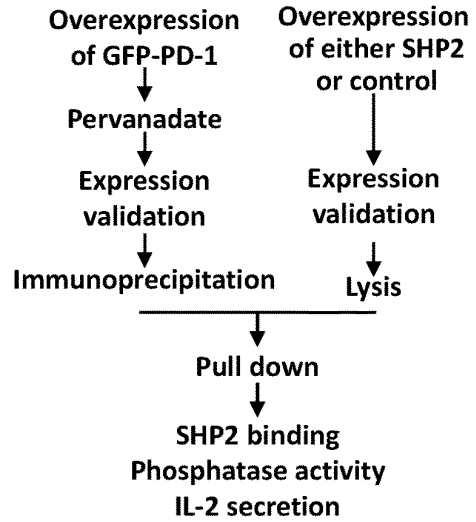 Overexpression
of GFP-PD-1
Pervanadate
Expression
validation
Immunoprecipitation
Overexpression
of either SHP2
or control
Expression
validation
Lysis
Pull down
SHP2 binding
Phosphatase activity
IL-2 secretion